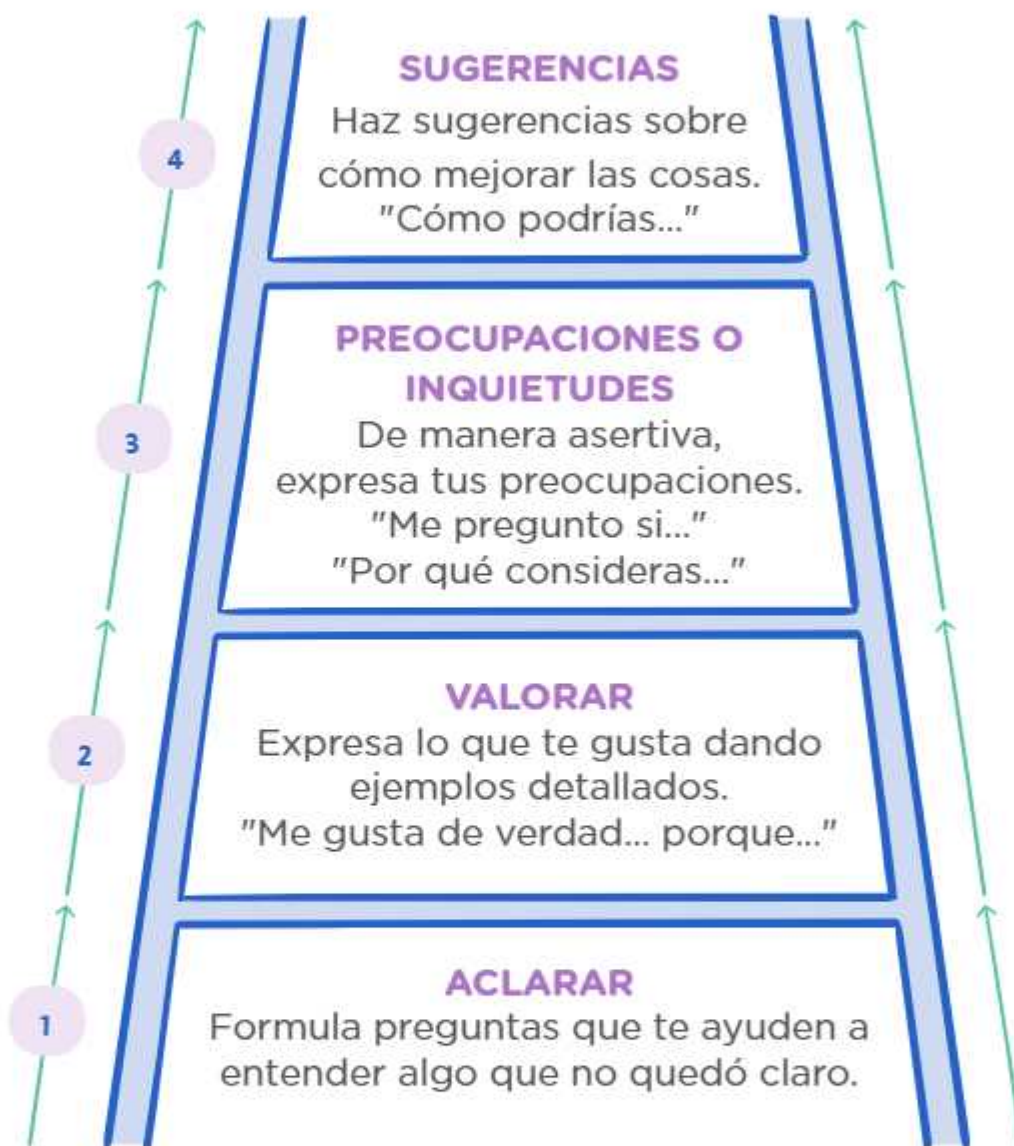 SUGERENCIAS
Haz sugerencias sobre
cómo mejorar las cosas.
"Cómo podrías..."
4
PREOCUPACIONES O
INQUIETUDES
De manera asertiva,
expresa tus preocupaciones.
"Me pregunto si..."
"Por qué consideras..."
3
VALORAR
Expresa lo que te gusta dando
ejemplos detallados.
"Me gusta de verdad... porque..."
2
ACLARAR
Formula preguntas que te ayuden a
entender algo que no quedó claro.
1